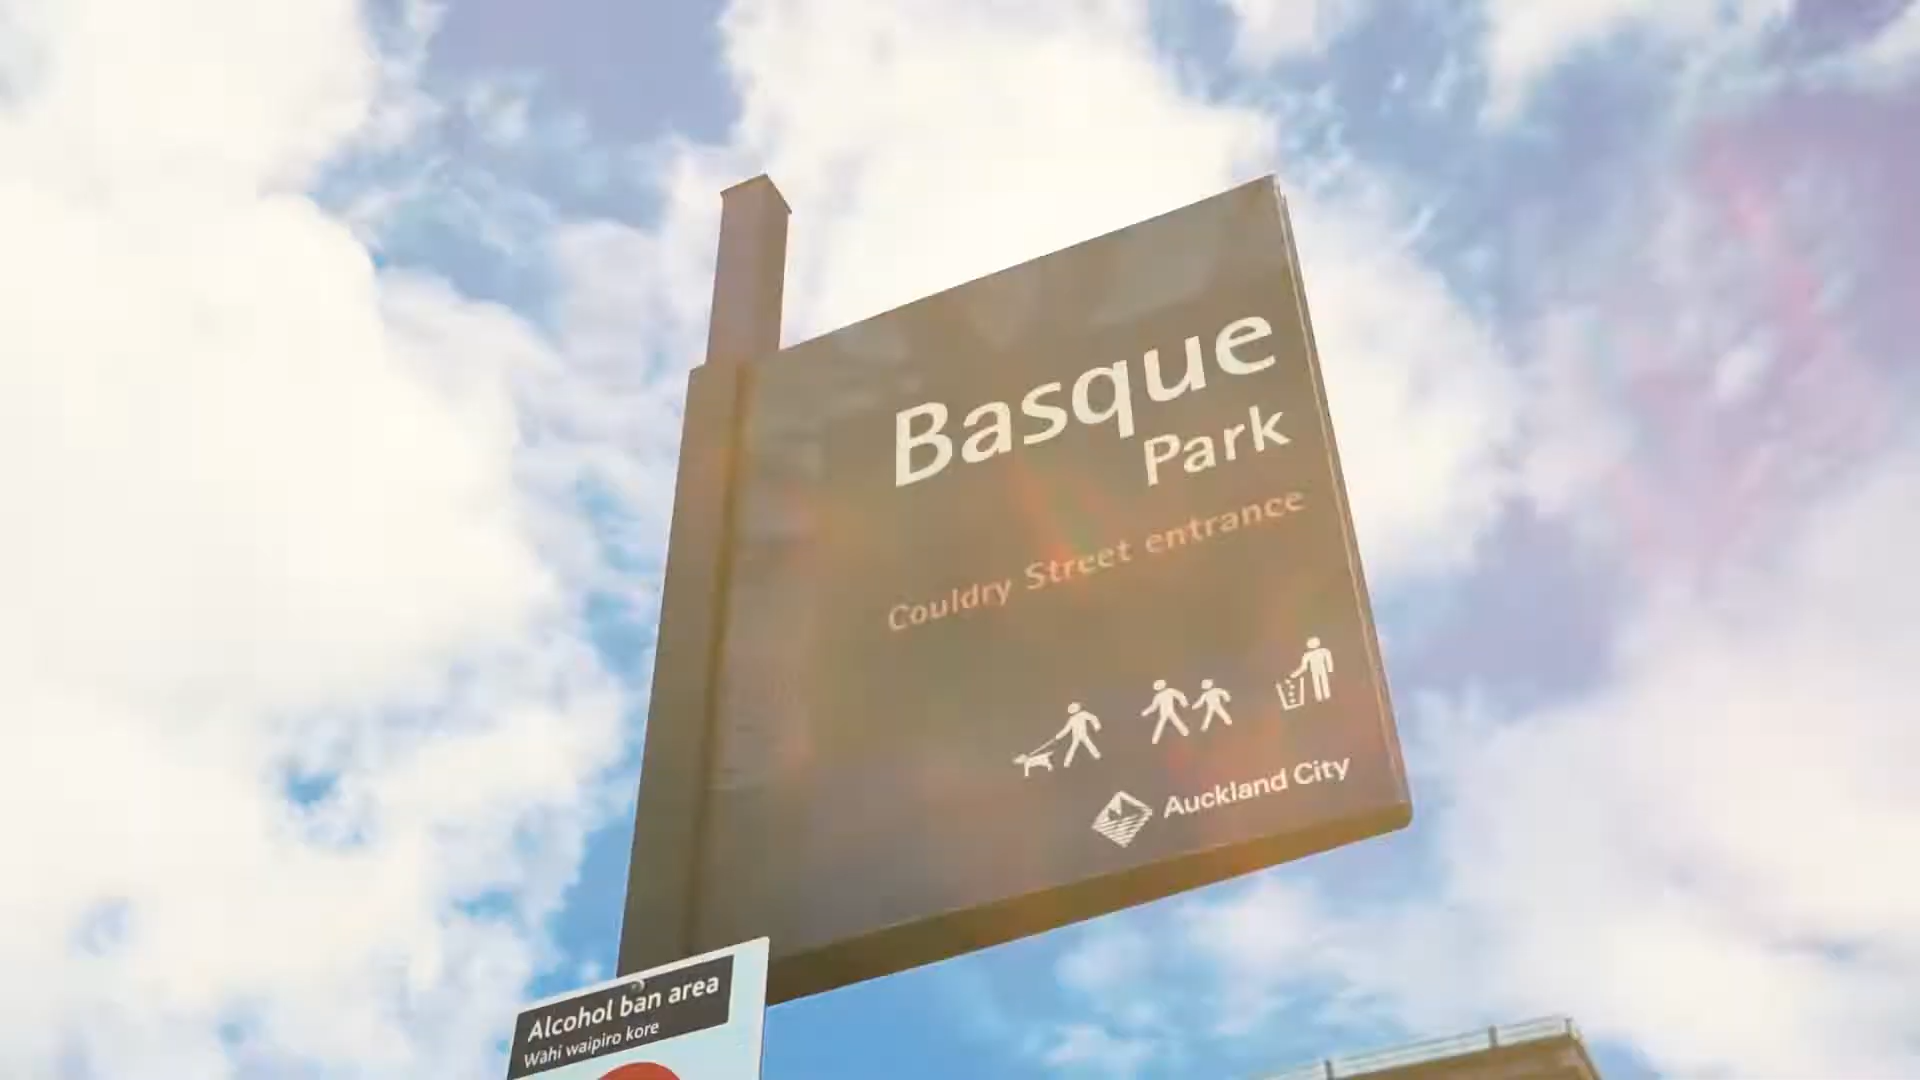 Basque
Park
Couldry Street entrance
Auckland City
Alcohol ban area
Wāhi waipiro kore